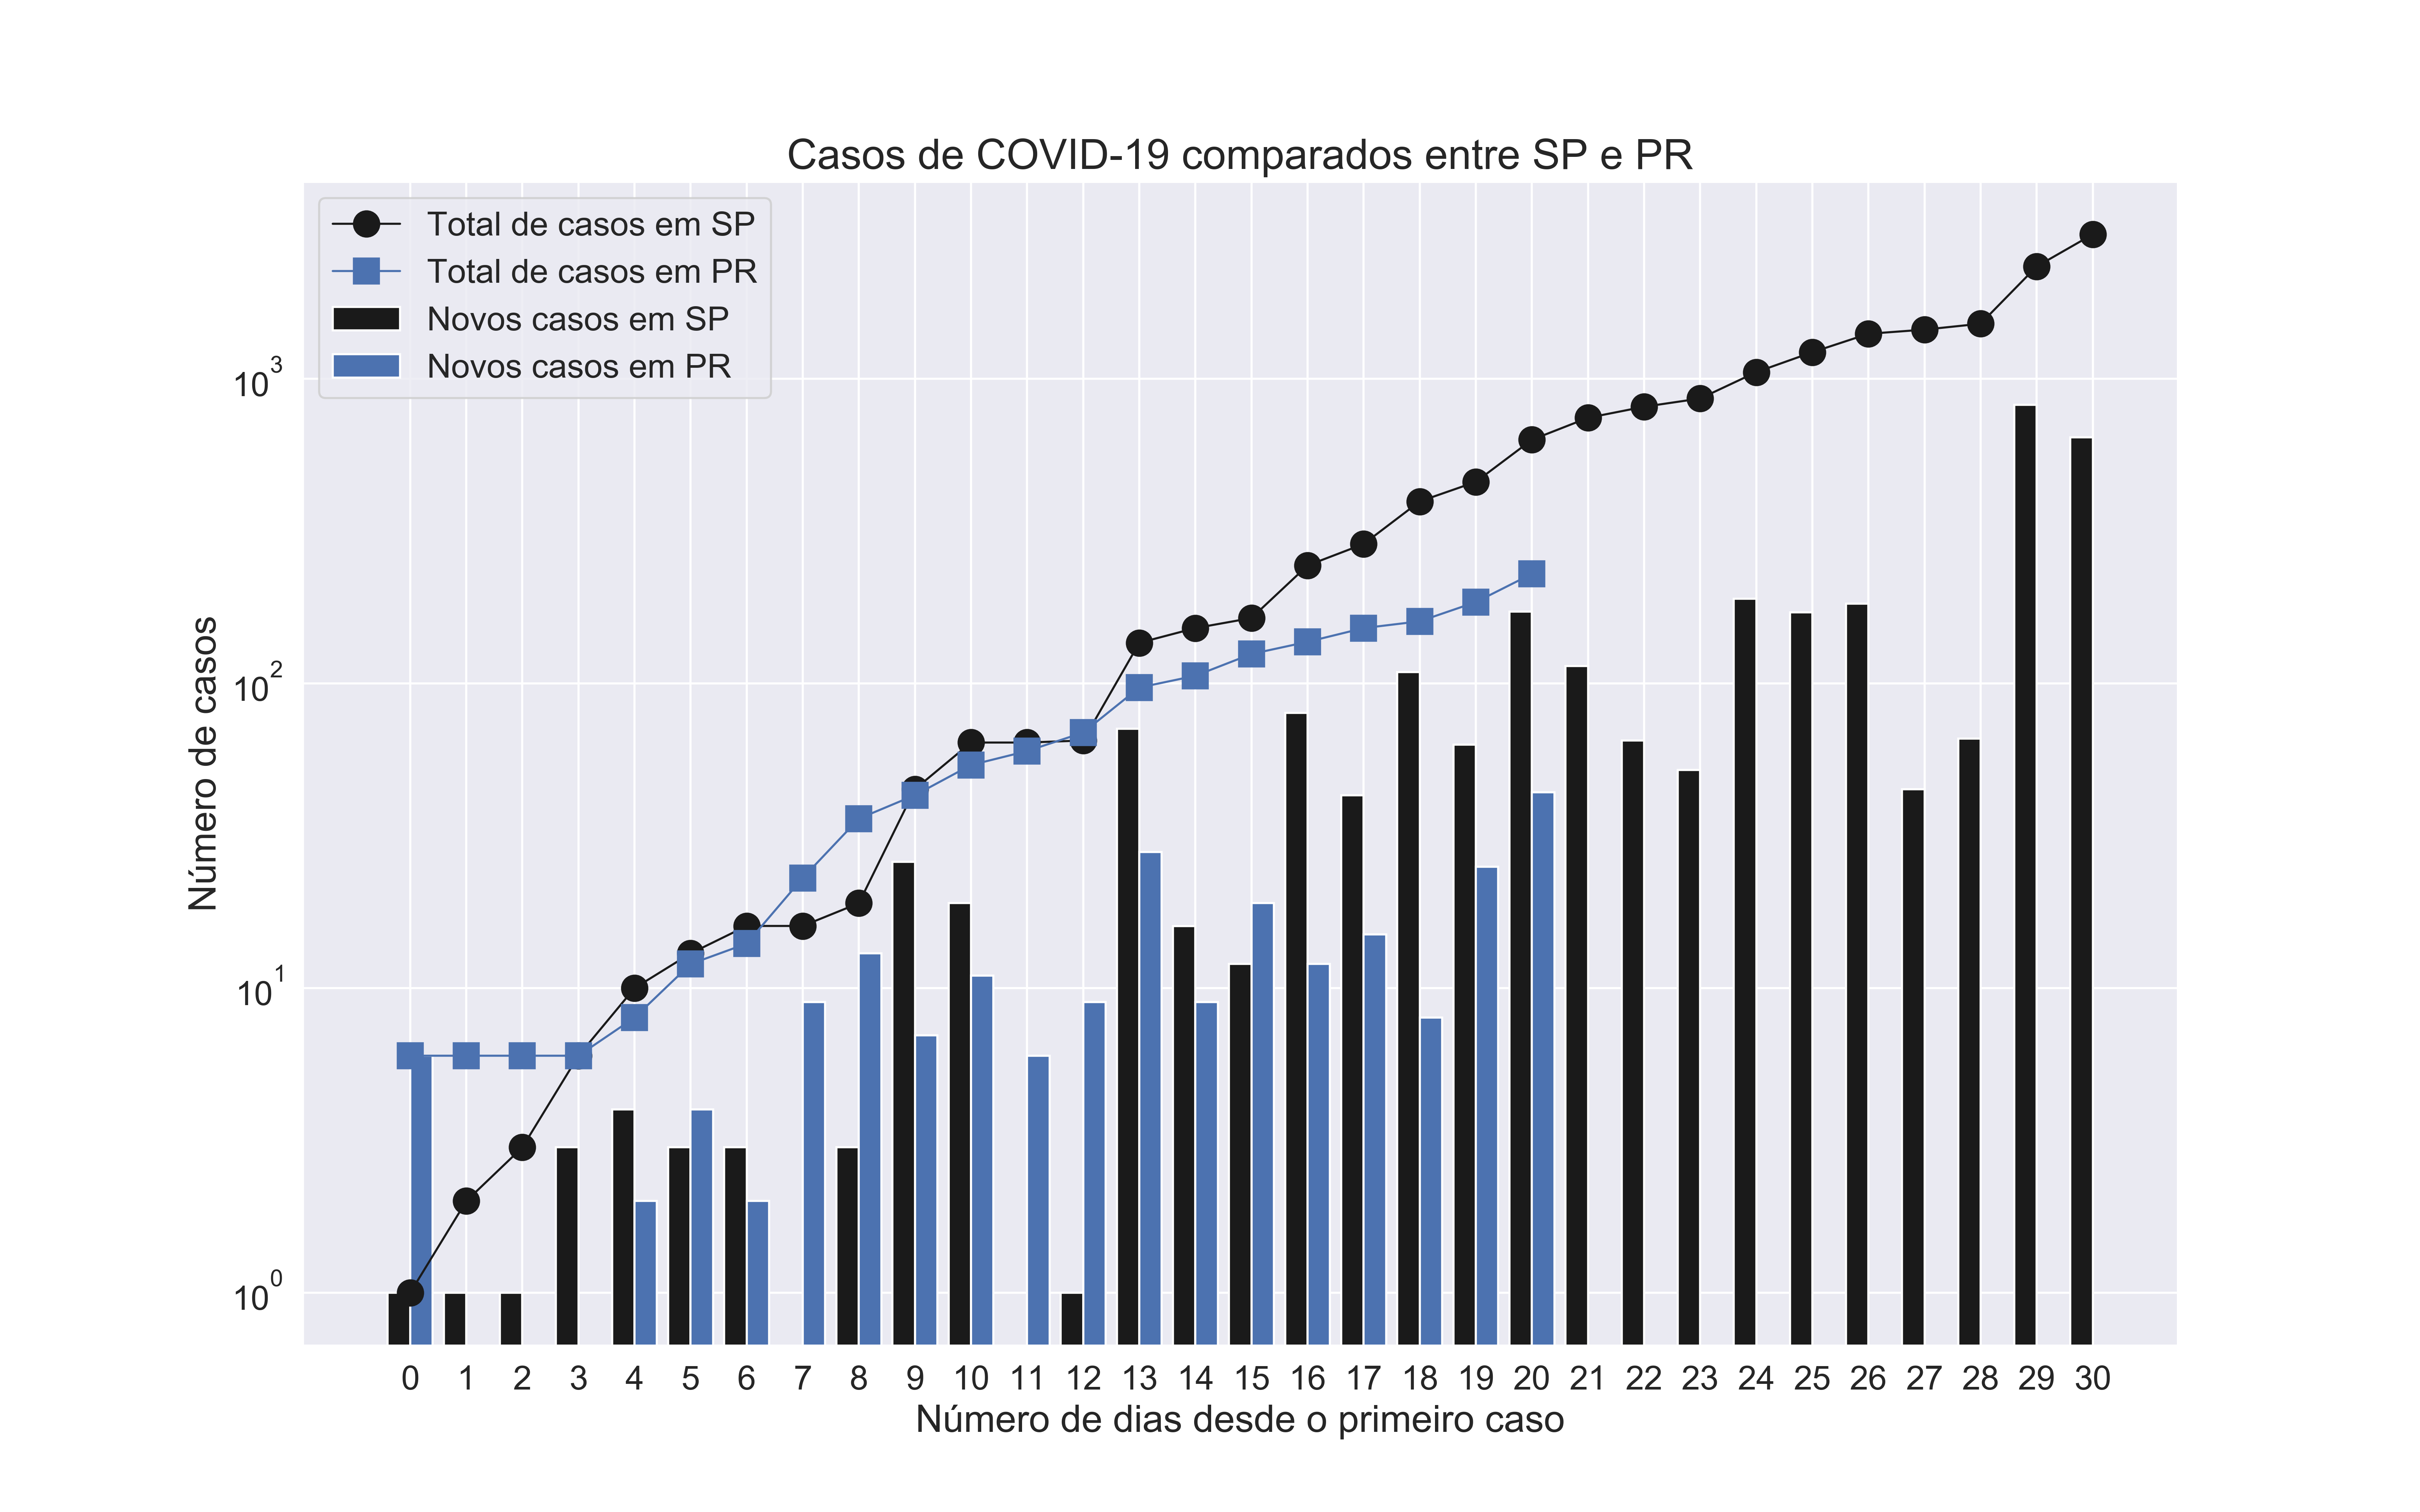 Casos de COVID-19 comparados entre SP e PR
Total de casos em SP
Total de casos em PR
Novos casos em SP
Novos casos em PR
10³
10²
10¹
10⁰
Número de casos
0 1 2 3 4 5 6 7 8 9 10 11 12 13 14 15 16 17 18 19 20 21 22 23 24 25 26 27 28 29 30
Número de dias desde o primeiro caso